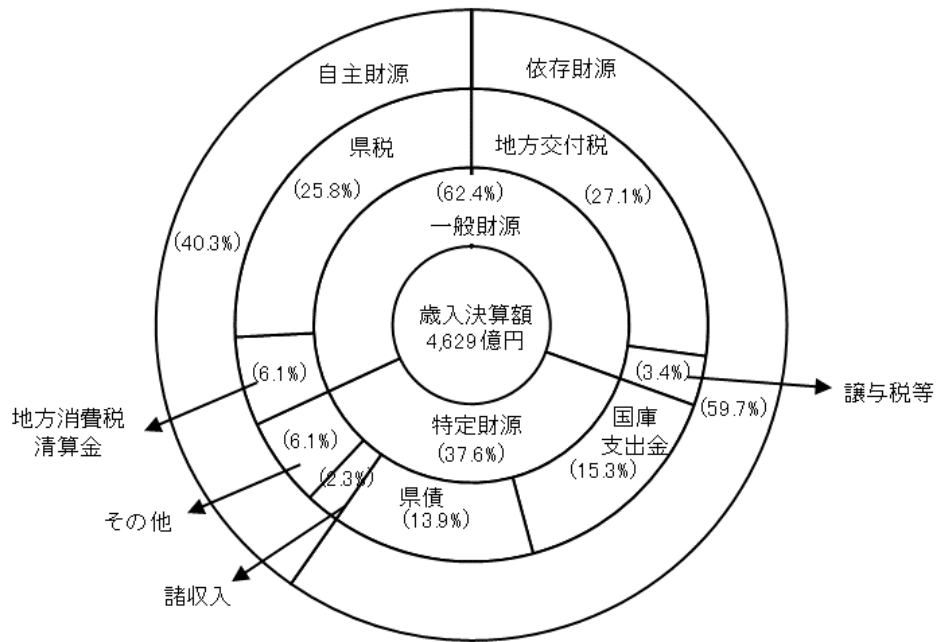 自主財源
依存財源
県税
(25.8%)
地方交付税
(27.1%)
(62.4%)
一般財源
(40.3%)
歳入決算額
4,629億円
(6.1%)
地方消費税
清算金
(3.4%)
譲与税等
(59.7%)
特定財源
(37.6%)
国庫
支出金
(15.3%)
(6.1%)
その他
(2.3%)
諸収入
県債
(13.9%)